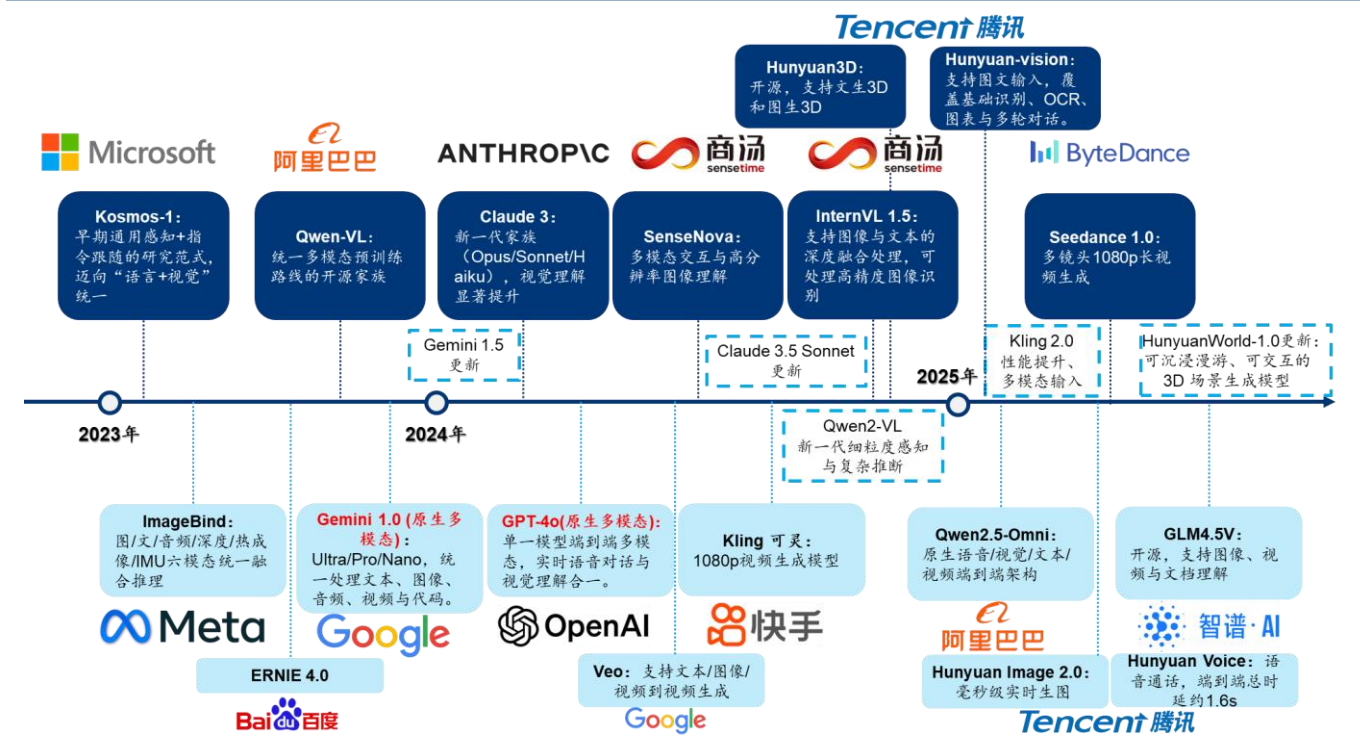 Tencent 腾讯
Hunyuan3D：
开源，支持文生3D
和图生3D
Hunyuan-vision：
支持图文输入，覆
盖基础识别、OCR、
图表与多轮对话。
Microsoft
阿里巴巴
ANTHROP\C
商汤
sensetime
商汤
sensetime
ByteDance
Kosmos-1：
早期通用感知+指
令跟随的研究范式，
迈向“语言+视觉”
统一
Qwen-VL：
统一多模态预训练
路线的开源家族
Claude 3：
新一代家族
（Opus/Sonnet/H
aiku），视觉理解
显著提升
SenseNova：
多模态交互与高分
辨率图像理解
InternVL 1.5：
支持图像与文本的
深度融合处理，可
处理高精度图像识
别
Seedance 1.0：
多镜头1080p长视
频生成
Gemini 1.5
更新
Claude 3.5 Sonnet
更新
Kling 2.0
性能提升、
多模态输入
HunyuanWorld-1.0更新：
可沉浸漫游、可交互的
3D 场景生成模型
2023年
2024年
2025年
Qwen2-VL
新一代细粒度感知
与复杂推断
ImageBind：
图/文/音频/深度/热成
像/IMU六模态统一融
合推理
Meta
Gemini 1.0 (原生多
模态)：
Ultra/Pro/Nano，统
一处理文本、图像、
音频、视频与代码。
Google
GPT-4o(原生多模态):
单一模型端到端多模
态，实时语音对话与
视觉理解合一。
OpenAI
Kling 可灵：
1080p视频生成模型
快手
Qwen2.5-Omni：
原生语音/视觉/文本/
视频端到端架构
阿里巴巴
GLM4.5V：
开源，支持图像、视
频与文档理解
智谱·AI
ERNIE 4.0
Bai du 百度
Veo：支持文本/图像/
视频到视频生成
Google
Hunyuan Image 2.0：
毫秒级实时生图
Hunyuan Voice：语
音通话，端到端总时
延约1.6s
Tencent 腾讯